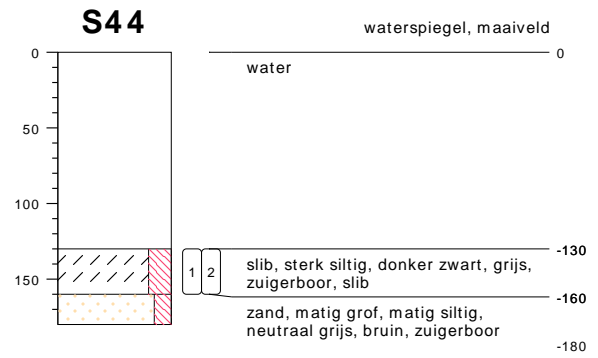 S44
waterspiegel, maaiveld
0
0
water
50
100
-130
1 2
slib, sterk siltig, donker zwart, grijs,
zuigerboor, slib
150
-160
zand, matig grof, matig siltig,
neutraal grijs, bruin, zuigerboor
-180